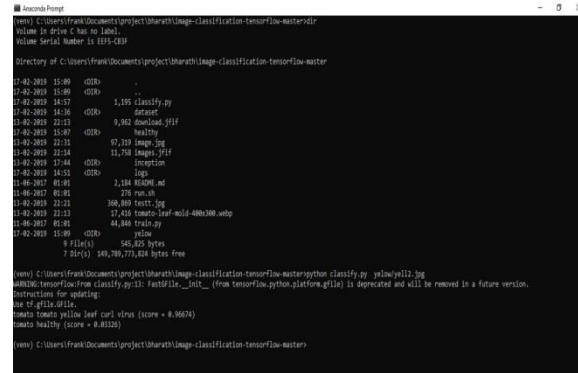 Anaconda Prompt
(venv) C:\Users\frank\Documents\project\bharath\image-classification-tensorflow-master>dir
Volume in drive C has no label.
Volume Serial Number is EEF5-CB3F
Directory of C:\Users\frank\Documents\project\bharath\image-classification-tensorflow-master
17-02-2019 15:09 <DIR> .
17-02-2019 15:09 <DIR> ..
17-02-2019 14:57 1,195 classify.py
17-02-2019 14:36 <DIR> dataset
13-02-2019 22:13 9,962 download.jfif
17-02-2019 15:07 <DIR> healthy
13-02-2019 22:31 97,319 image.jpg
13-02-2019 22:14 11,758 images.jfif
13-02-2019 17:44 <DIR> inception
17-02-2019 14:51 <DIR> logs
11-06-2017 01:01 2,184 README.md
11-06-2017 01:01 276 run.sh
13-02-2019 22:21 360,869 testt.jpg
13-02-2019 22:13 17,416 tomato-leaf-mold-400x300.webp
11-06-2017 01:01 44,846 train.py
17-02-2019 15:09 <DIR> yelow
9 File(s) 545,825 bytes
7 Dir(s) 149,789,773,824 bytes free
(venv) C:\Users\frank\Documents\project\bharath\image-classification-tensorflow-master>python classify.py yelow/yell2.jpg
WARNING:tensorflow:From classify.py:13: FastGFile.__init__ (from tensorflow.python.platform.gfile) is deprecated and will be removed in a future version.
Instructions for updating:
Use tf.gfile.GFile.
tomato tomato yellow leaf curl virus (score = 0.96674)
tomato healthy (score = 0.03326)
(venv) C:\Users\frank\Documents\project\bharath\image-classification-tensorflow-master>